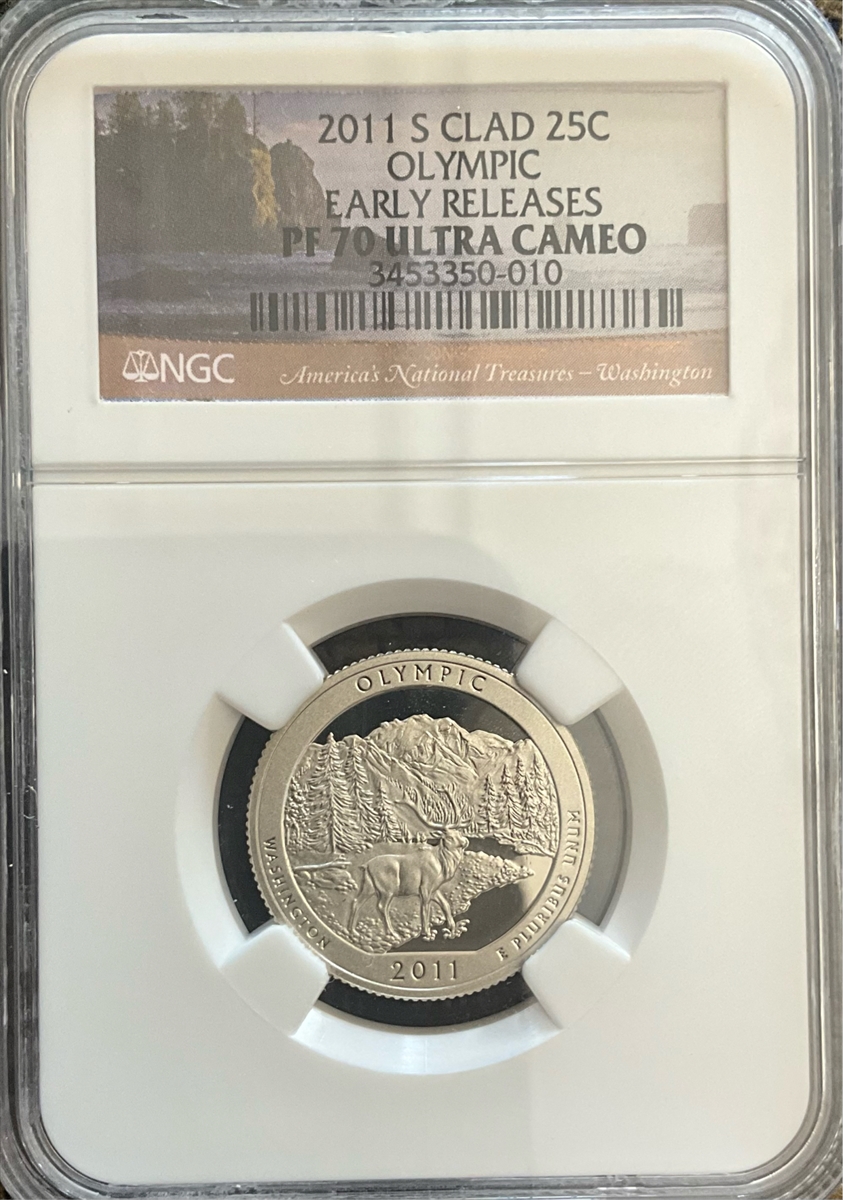 2011 S CLAD 25C
OLYMPIC
EARLY RELEASES
PF 70 ULTRA CAMEO
3453350-010
NGC
America's National Treasures – Washington
OLYMPIC
WASHINGTON
E PLURIBUS UNUM
2011